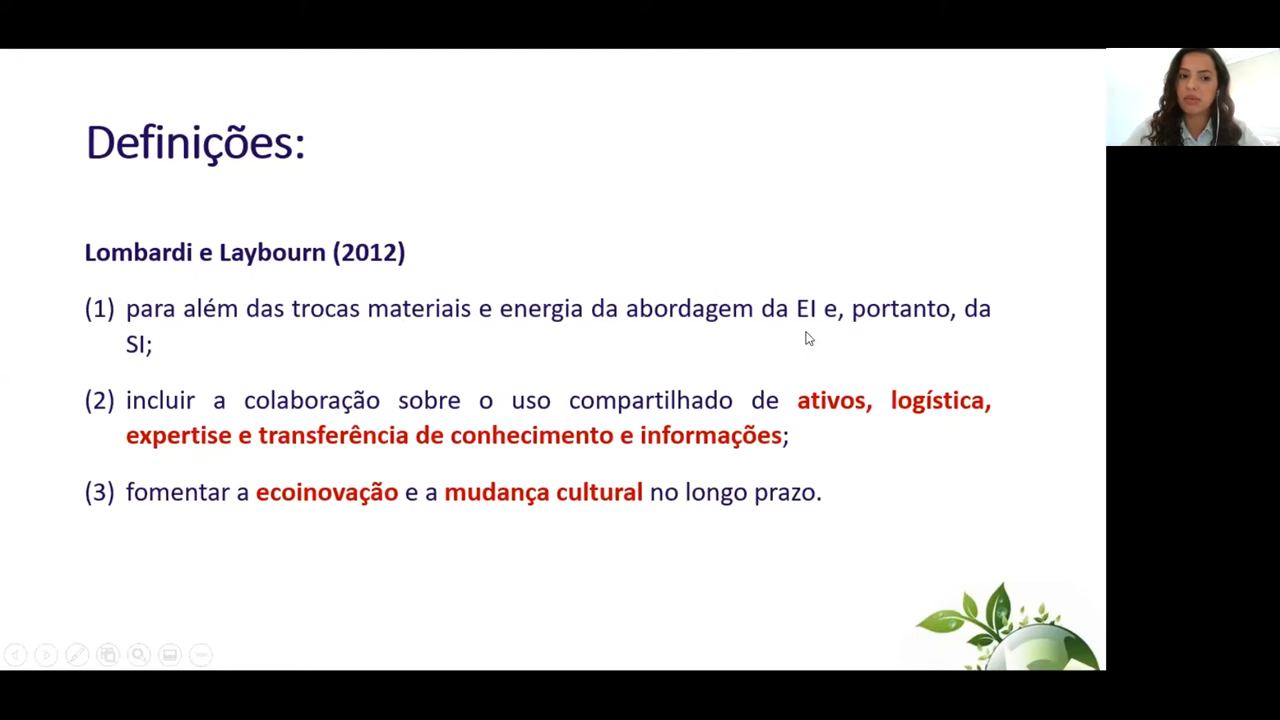 Definições:
Lombardi e Laybourn (2012)
(1) para além das trocas materiais e energia da abordagem da EI e, portanto, da
SI;
(2) incluir a colaboração sobre o uso compartilhado de ativos, logística,
expertise e transferência de conhecimento e informações;
(3) fomentar a ecoinovação e a mudança cultural no longo prazo.